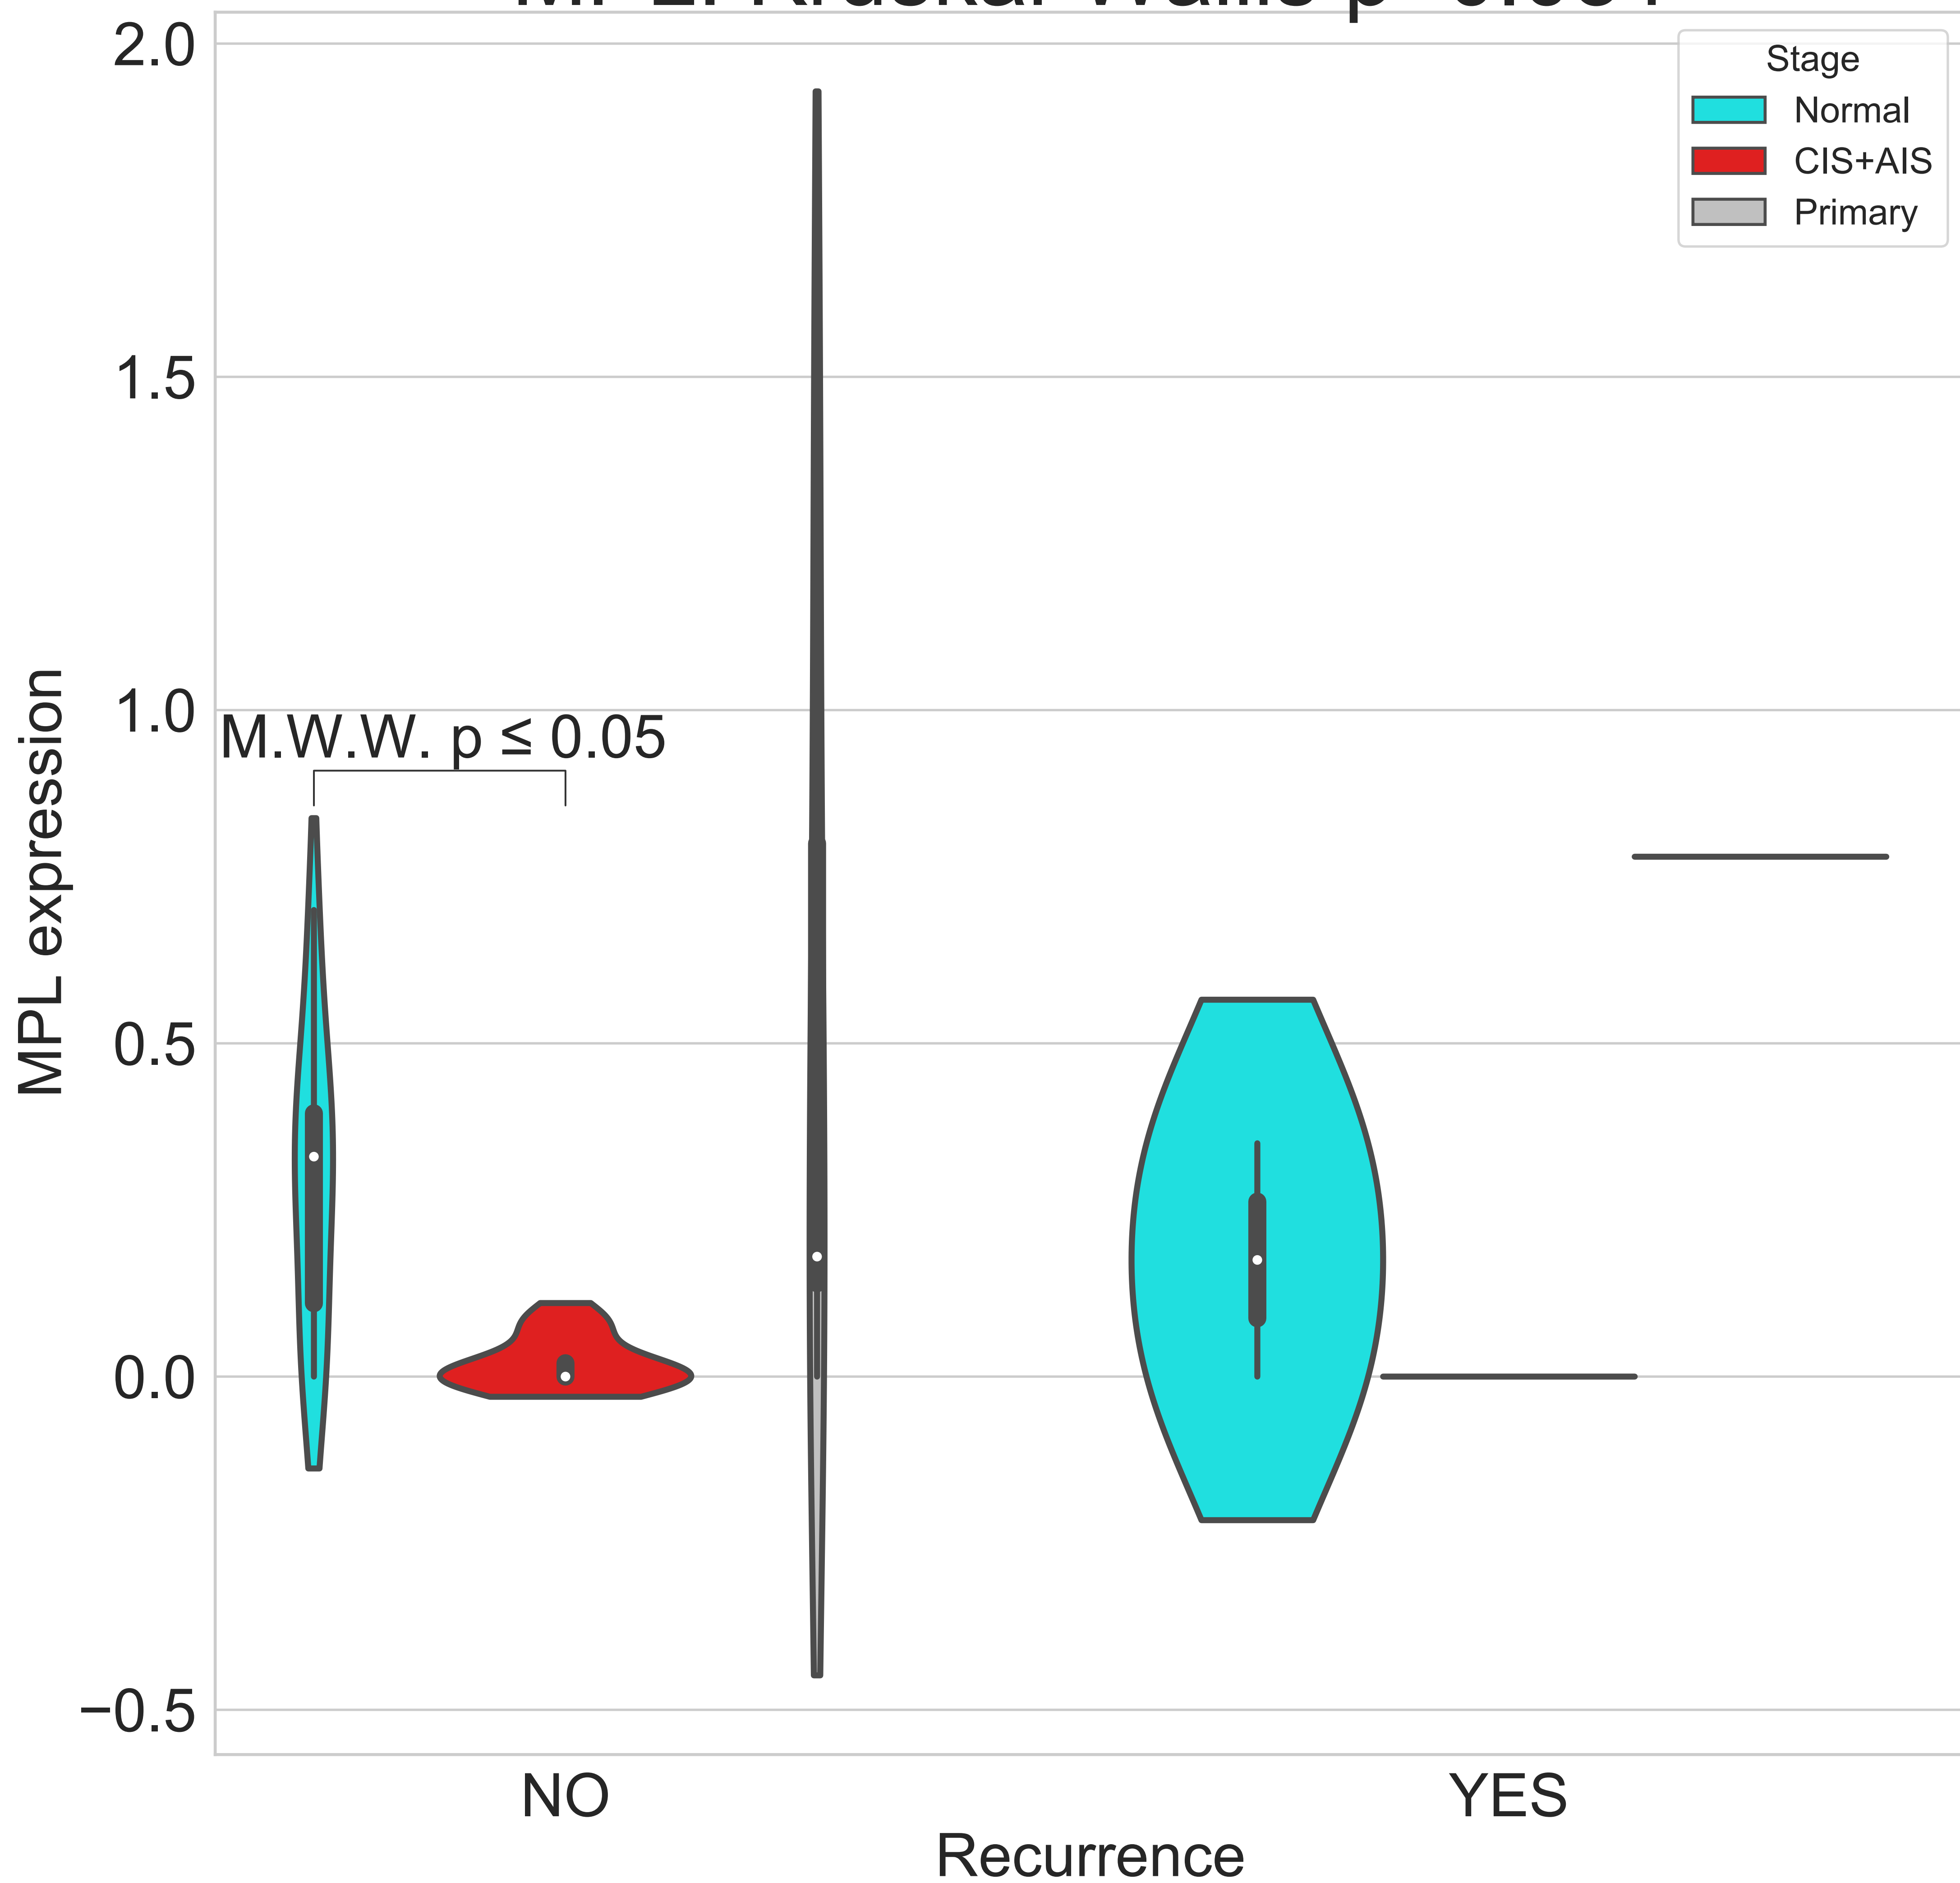 2.0
1.5
1.0
0.5
0.0
−0.5
MPL expression
Stage
Normal
CIS+AIS
Primary
M.W.W. p ≤ 0.05
NO
YES
Recurrence